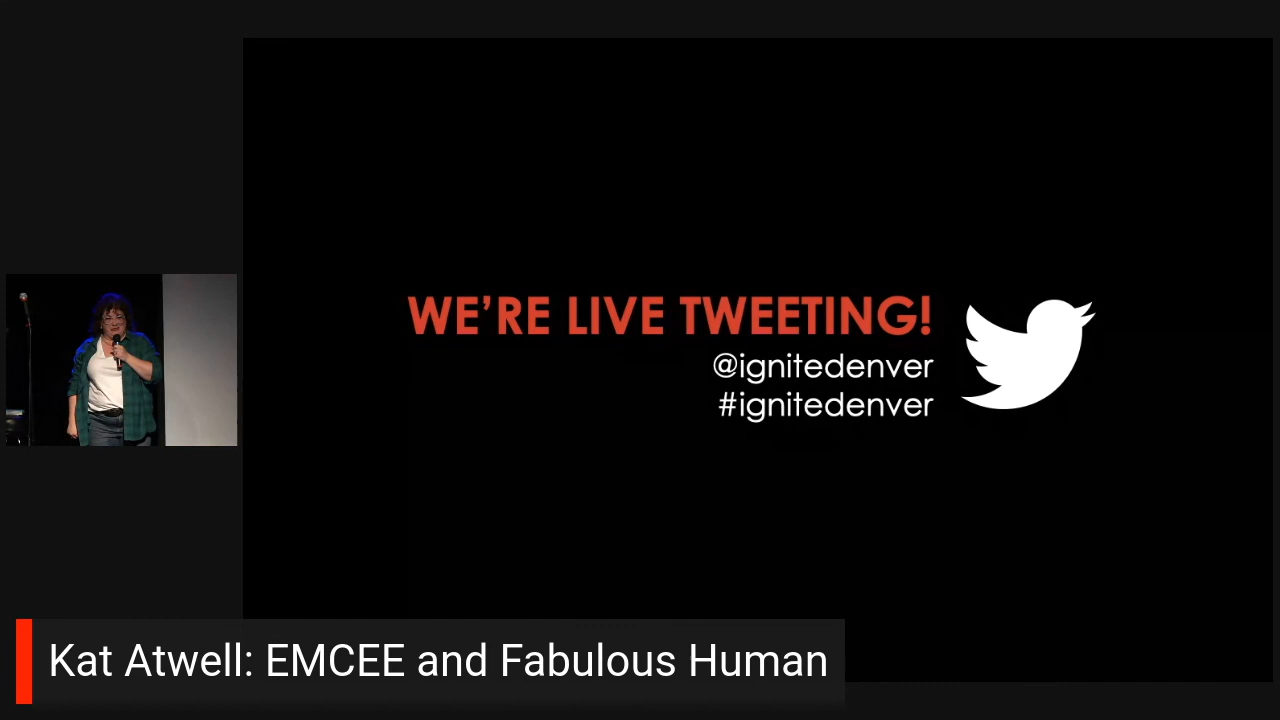 WE’RE LIVE TWEETING!
@ignitedenver
#ignitedenver
Kat Atwell: EMCEE and Fabulous Human